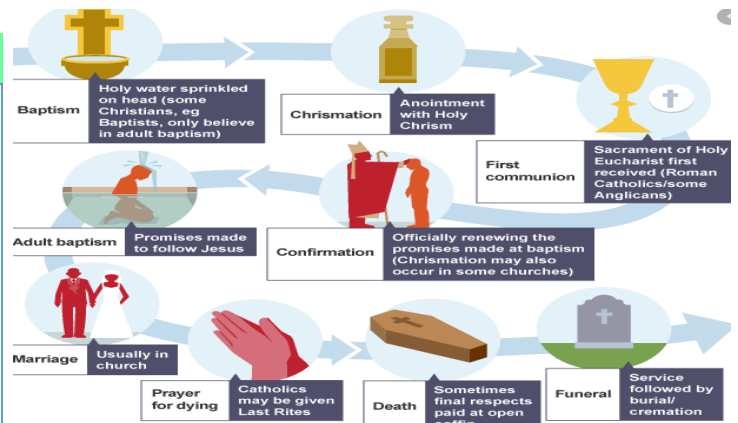 Baptism
Holy water sprinkled
on head (some
Christians, eg
Baptists, only believe
in adult baptism)
Chrismation
Anointment
with Holy
Chrism
First
communion
Sacrament of Holy
Eucharist first
received (Roman
Catholics/some
Anglicans)
Confirmation
Officially renewing the
promises made at baptism
(Chrismation may also
occur in some churches)
Adult baptism
Promises made
to follow Jesus
Marriage
Usually in
church
Prayer
for dying
Catholics
may be given
Last Rites
Death
Sometimes
final respects
paid at open
Funeral
Service
followed by
burial/
cremation